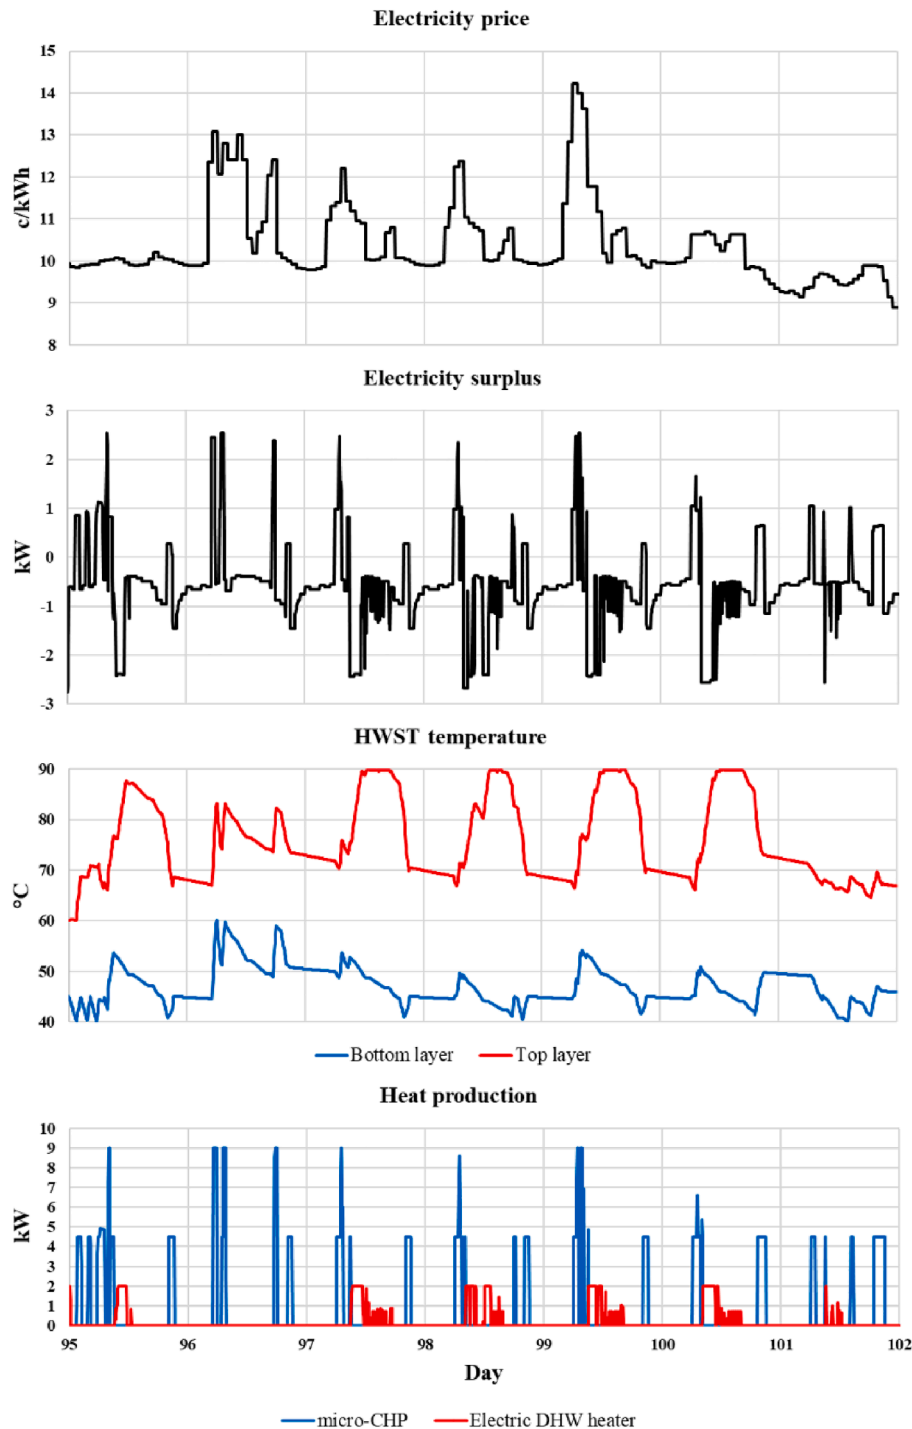 Electricity price
15
14
13
12
11
10
9
8
c/kWh
Electricity surplus
3
2
1
0
-1
-2
-3
kW
HWST temperature
90
80
70
60
50
40
°C
Bottom layer Top layer
Heat production
10
9
8
7
6
5
4
3
2
1
0
kW
95 96 97 98 99 100 101 102
Day
micro-CHP Electric DHW heater